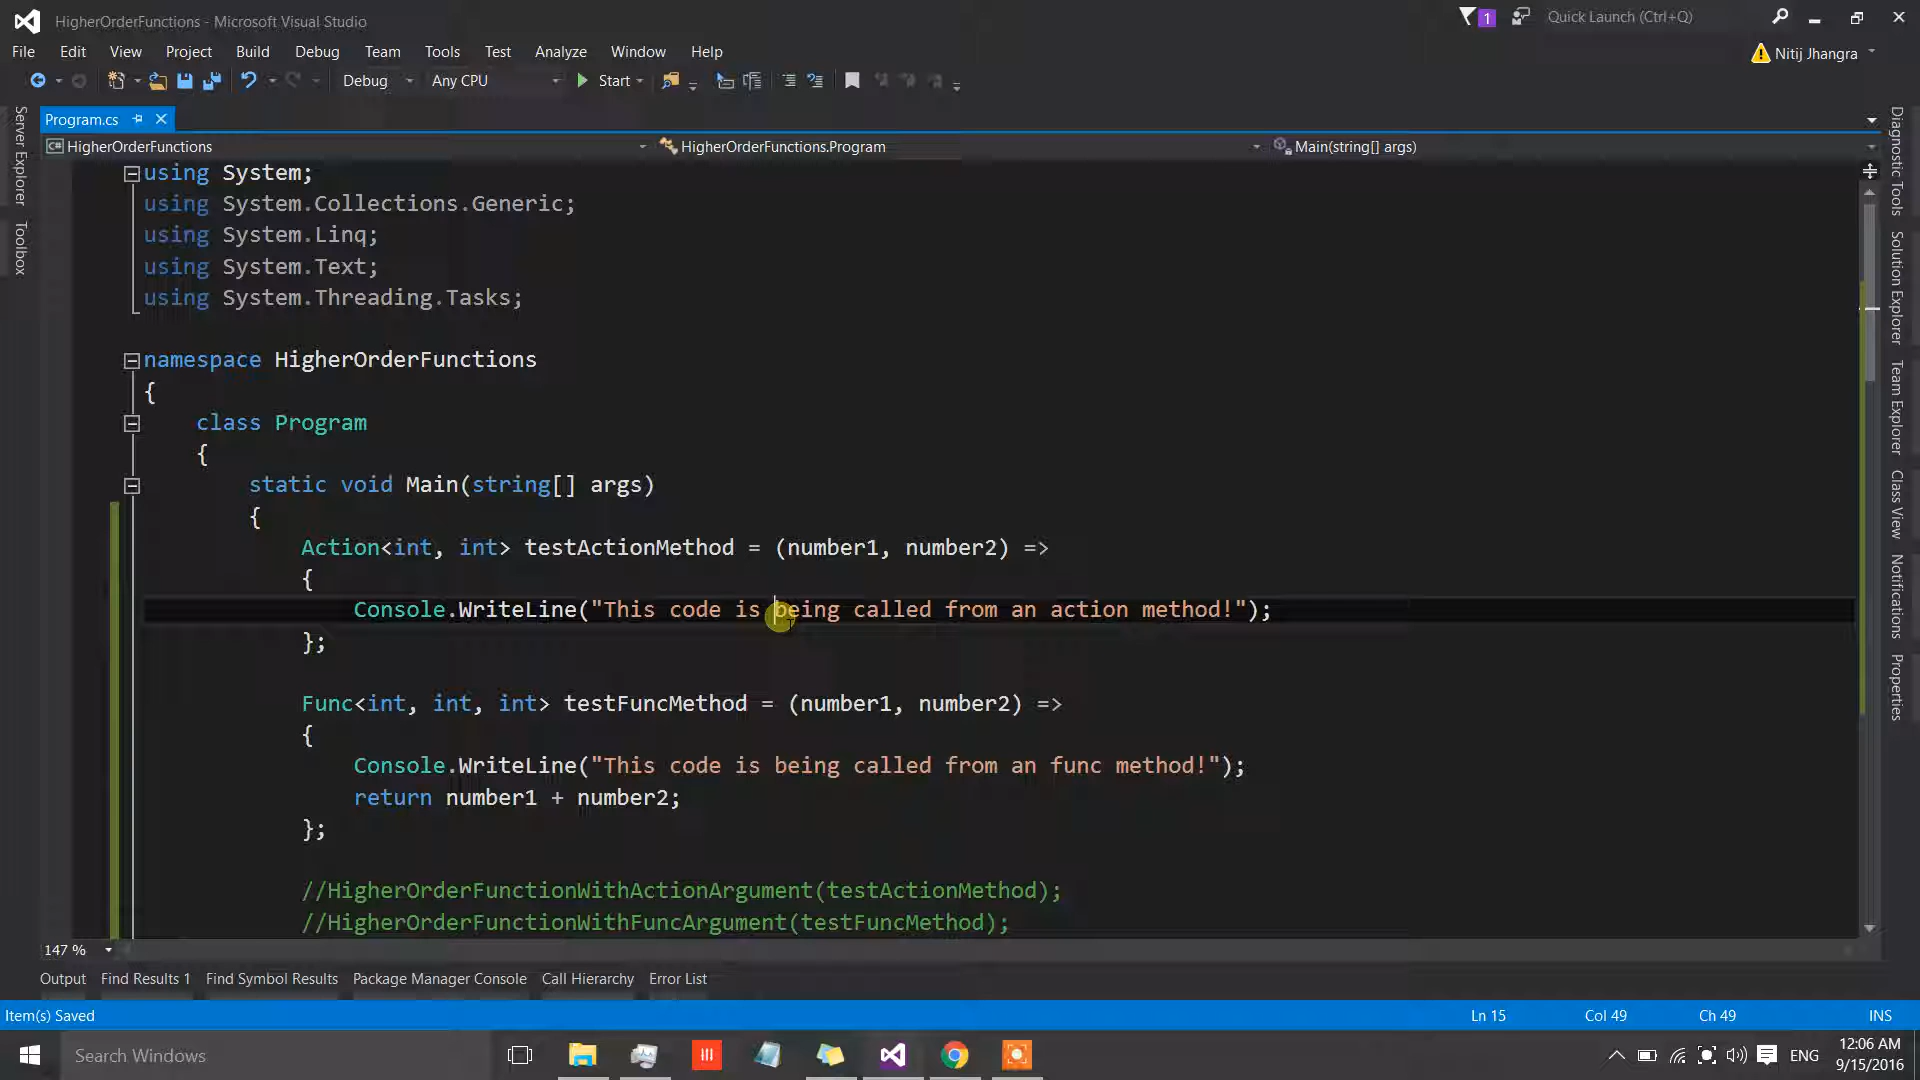 HigherOrderFunctions - Microsoft Visual Studio
1
Quick Launch (Ctrl+Q)
File Edit View Project Build Debug Team Tools Test Analyze Window Help
Nitij Jhangra
Debug Any CPU Start
Program.cs
HigherOrderFunctions HigherOrderFunctions.Program Main(string[] args)
Server Explorer
Toolbox
using System;
using System.Collections.Generic;
using System.Linq;
using System.Text;
using System.Threading.Tasks;
namespace HigherOrderFunctions
{
class Program
{
static void Main(string[] args)
{
Action<int, int> testActionMethod = (number1, number2) =>
{
Console.WriteLine("This code is being called from an action method!");
};
Func<int, int, int> testFuncMethod = (number1, number2) =>
{
Console.WriteLine("This code is being called from an func method!");
return number1 + number2;
};
//HigherOrderFunctionWithActionArgument(testActionMethod);
//HigherOrderFunctionWithFuncArgument(testFuncMethod);
Diagnostic Tools
Solution Explorer
Team Explorer
Class View
Notifications
Properties
147 %
Output Find Results 1 Find Symbol Results Package Manager Console Call Hierarchy Error List
Item(s) Saved Ln 15 Col 49 Ch 49 INS
Search Windows
ENG
12:06 AM
9/15/2016